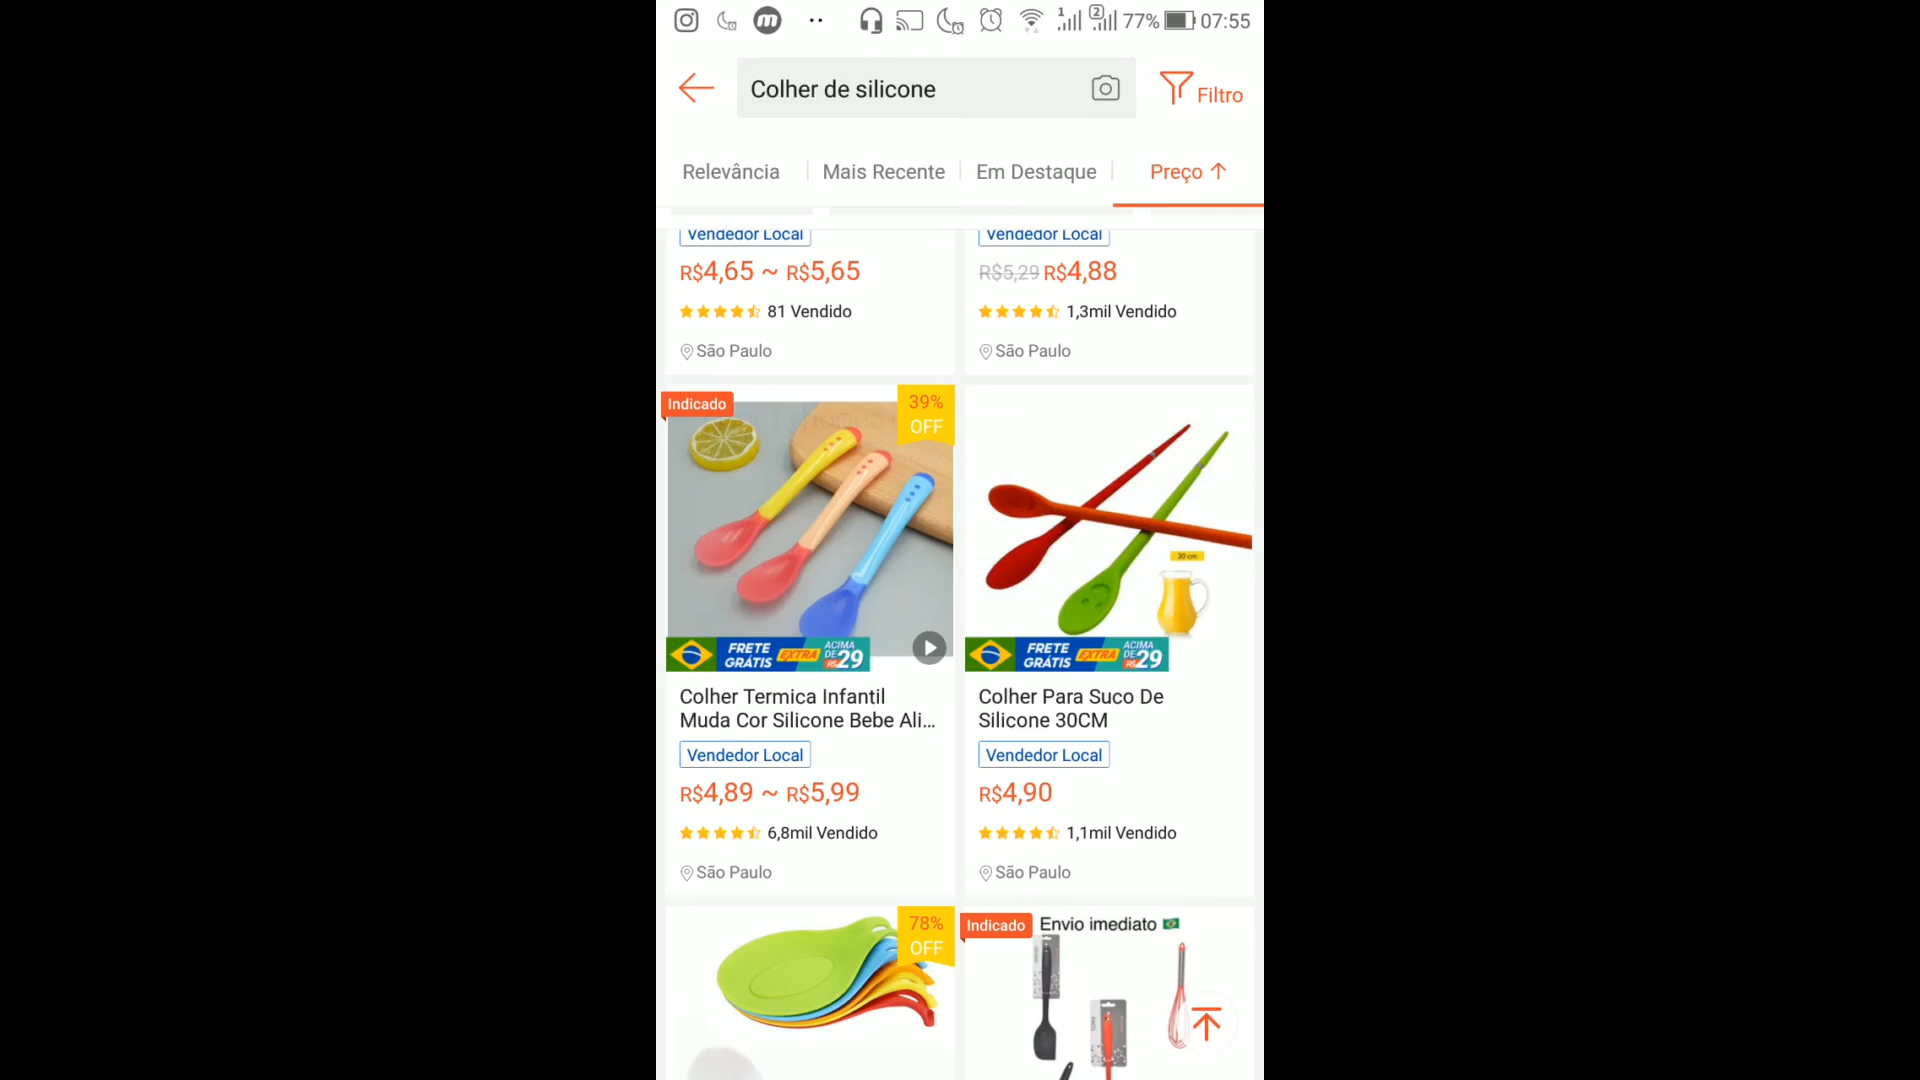 1 2 77% 07:55
Colher de silicone
Filtro
Relevância
Mais Recente
Em Destaque
Preço ↑
Vendedor Local
R$4,65 ~ R$5,65
81 Vendido
São Paulo
Vendedor Local
R$5,29 R$4,88
1,3mil Vendido
São Paulo
Indicado
39%
OFF
FRETE
GRÁTIS
EXTRA
ACIMA
DE
R$29
Colher Termica Infantil
Muda Cor Silicone Bebe Ali...
Vendedor Local
R$4,89 ~ R$5,99
6,8mil Vendido
São Paulo
30 cm
FRETE
GRÁTIS
EXTRA
ACIMA
DE
R$29
Colher Para Suco De
Silicone 30CM
Vendedor Local
R$4,90
1,1mil Vendido
São Paulo
78%
OFF
Indicado
Envio imediato